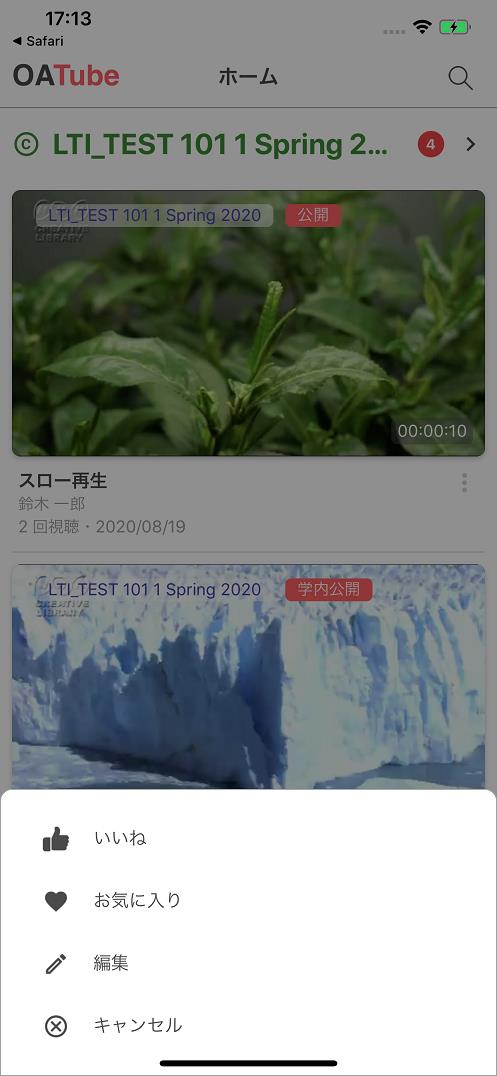 17:13
◀ Safari
OATube
ホーム
LTI_TEST 101 1 Spring 2...
4
LTI_TEST 101 1 Spring 2020
公開
CREATIVE
LIBRARY
00:00:10
スロー再生
鈴木 一郎
2 回視聴・2020/08/19
LTI_TEST 101 1 Spring 2020
学内公開
CREATIVE
LIBRARY
いいね
お気に入り
編集
キャンセル